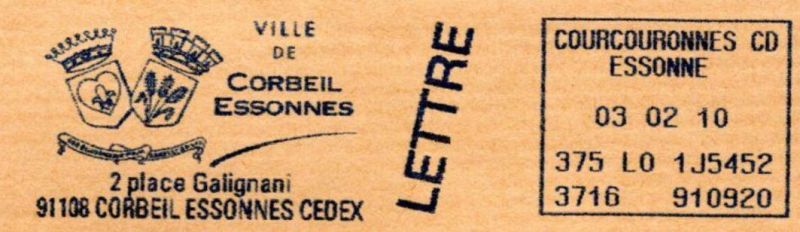 VILLE
DE
CORBEIL
ESSONNES
2 place Galignani
91108 CORBEIL ESSONNES CEDEX
LETTRE
COURCOURONNES CD
ESSONNE
03 02 10
375 LO 1J5452
3716 910920